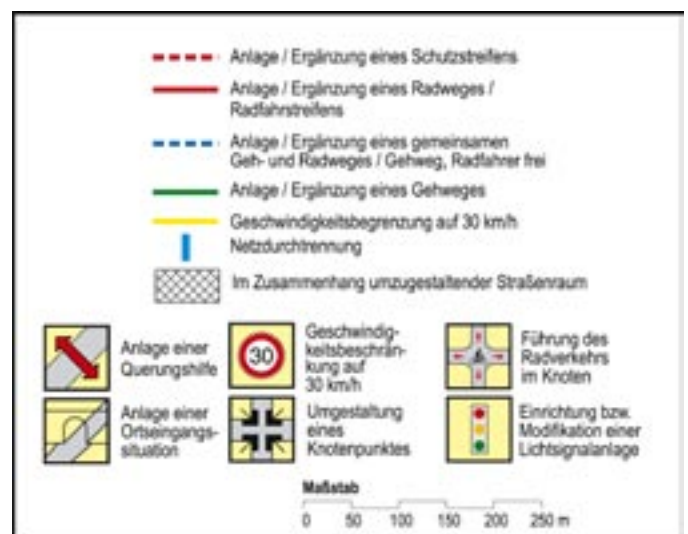 Anlage / Ergänzung eines Schutzstreifens
Anlage / Ergänzung eines Radweges /
Radfahrstreifens
Anlage / Ergänzung eines gemeinsamen
Geh- und Radweges / Gehweg, Radfahrer frei
Anlage / Ergänzung eines Gehweges
Geschwindigkeitsbegrenzung auf 30 km/h
Netzdurchtrennung
Im Zusammenhang umzugestaltender Straßenraum
Anlage einer
Querungshilfe
30
Geschwindig-
keitsbeschrän-
kung auf
30 km/h
Führung des
Radverkehrs
im Knoten
Anlage einer
Ortseingangs-
situation
Umgestaltung
eines
Knotenpunktes
Einrichtung bzw.
Modifikation einer
Lichtsignalanlage
Maßstab
0 50 100 150 200 250 m